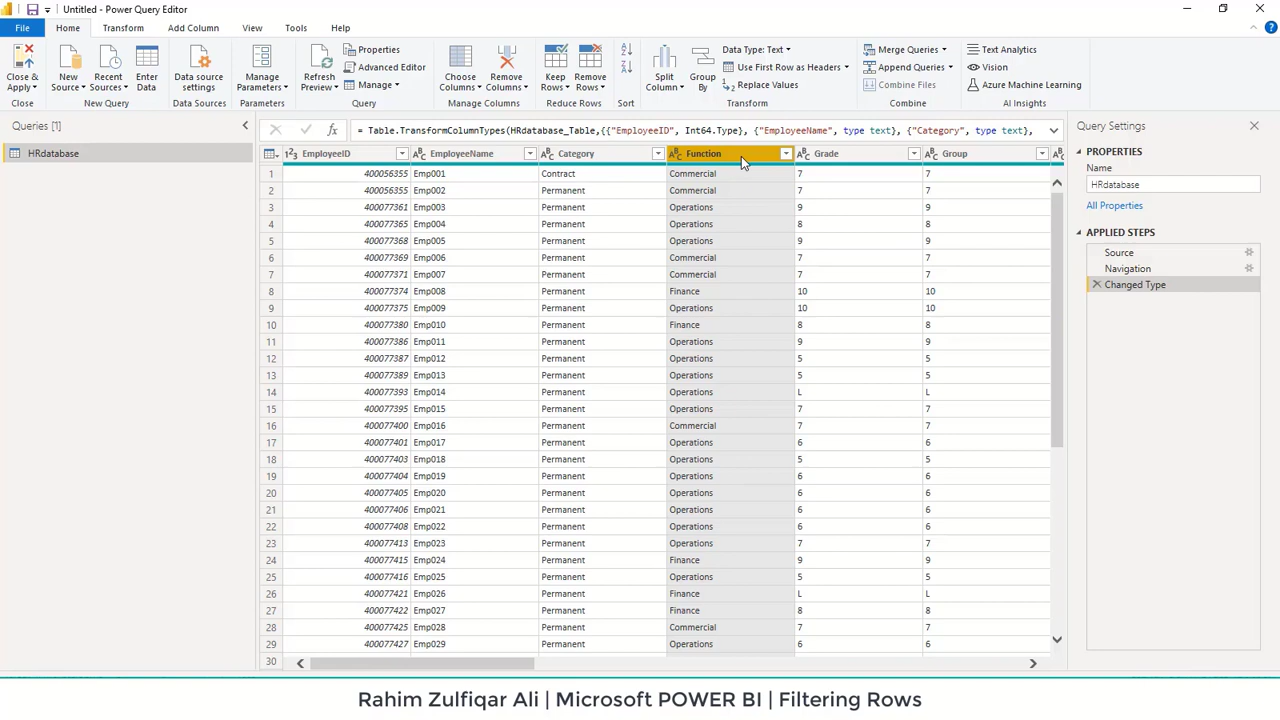 Untitled - Power Query Editor
File Home Transform Add Column View Tools Help
Close & Apply
New Source
Recent Sources
Enter Data
Data source settings
Manage Parameters
Refresh Preview
Properties
Advanced Editor
Manage
Choose Columns
Remove Columns
Keep Rows
Remove Rows
Split Column
Group By
Data Type: Text
Use First Row as Headers
Replace Values
Merge Queries
Append Queries
Combine Files
Text Analytics
Vision
Azure Machine Learning
Close New Query Data Sources Parameters Query Manage Columns Reduce Rows Sort Transform Combine AI Insights
Queries [1]
HRdatabase
= Table.TransformColumnTypes(HRdatabase_Table,{{"EmployeeID", Int64.Type}, {"EmployeeName", type text}, {"Category", type text},
EmployeeID EmployeeName Category Function Grade Group
1 400056355 Emp001 Contract Commercial 7 7
2 400056355 Emp002 Permanent Commercial 7 7
3 400077361 Emp003 Permanent Operations 9 9
4 400077365 Emp004 Permanent Operations 8 8
5 400077368 Emp005 Permanent Operations 9 9
6 400077369 Emp006 Permanent Commercial 7 7
7 400077371 Emp007 Permanent Commercial 7 7
8 400077374 Emp008 Permanent Finance 10 10
9 400077375 Emp009 Permanent Operations 10 10
10 400077380 Emp010 Permanent Finance 8 8
11 400077386 Emp011 Permanent Operations 9 9
12 400077387 Emp012 Permanent Operations 5 5
13 400077389 Emp013 Permanent Operations 5 5
14 400077393 Emp014 Permanent Operations L L
15 400077395 Emp015 Permanent Operations 7 7
16 400077400 Emp016 Permanent Commercial 7 7
17 400077401 Emp017 Permanent Operations 6 6
18 400077403 Emp018 Permanent Operations 5 5
19 400077404 Emp019 Permanent Operations 6 6
20 400077405 Emp020 Permanent Operations 6 6
21 400077406 Emp021 Permanent Operations 6 6
22 400077408 Emp022 Permanent Operations 6 6
23 400077413 Emp023 Permanent Operations 7 7
24 400077415 Emp024 Permanent Finance 9 9
25 400077416 Emp025 Permanent Operations 5 5
26 400077421 Emp026 Permanent Finance L L
27 400077422 Emp027 Permanent Finance 8 8
28 400077425 Emp028 Permanent Commercial 7 7
29 400077427 Emp029 Permanent Operations 6 6
30
Query Settings
PROPERTIES
Name
HRdatabase
All Properties
APPLIED STEPS
Source
Navigation
Changed Type
Rahim Zulfiqar Ali | Microsoft POWER BI | Filtering Rows